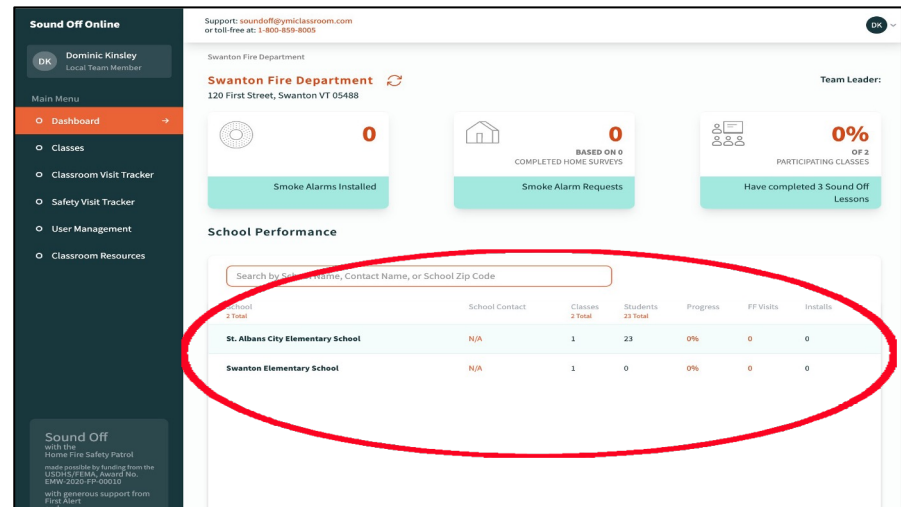 Sound Off Online
DK
Dominic Kinsley
Local Team Member
Main Menu
Dashboard
Classes
Classroom Visit Tracker
Safety Visit Tracker
User Management
Classroom Resources
Sound Off
with the
Home Fire Safety Patrol
made possible by funding from the
USDHS/FEMA, Award No.
EMW-2020-FP-00010
with generous support from
First Alert
Support: soundoff@ymiclassroom.com
or toll-free at: 1-800-859-8005
DK
Swanton Fire Department
Swanton Fire Department
Team Leader:
120 First Street, Swanton VT 05488
0
Smoke Alarms Installed
0
BASED ON 0
COMPLETED HOME SURVEYS
Smoke Alarm Requests
0%
OF 2
PARTICIPATING CLASSES
Have completed 3 Sound Off
Lessons
School Performance
Search by School Name, Contact Name, or School Zip Code
School School Contact Classes Students Progress FF Visits Installs
2 Total 2 Total 23 Total
St. Albans City Elementary School N/A 1 23 0% 0 0
Swanton Elementary School N/A 1 0 0% 0 0